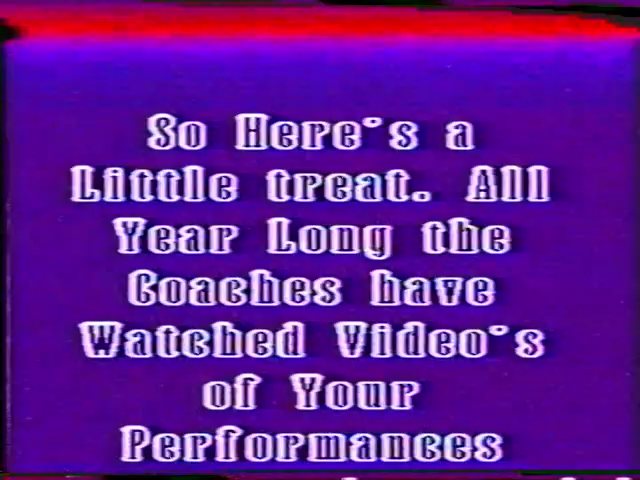 So Here's a
Little treat. All
Year Long the
Coaches have
Watched Video's
of Your
Performances